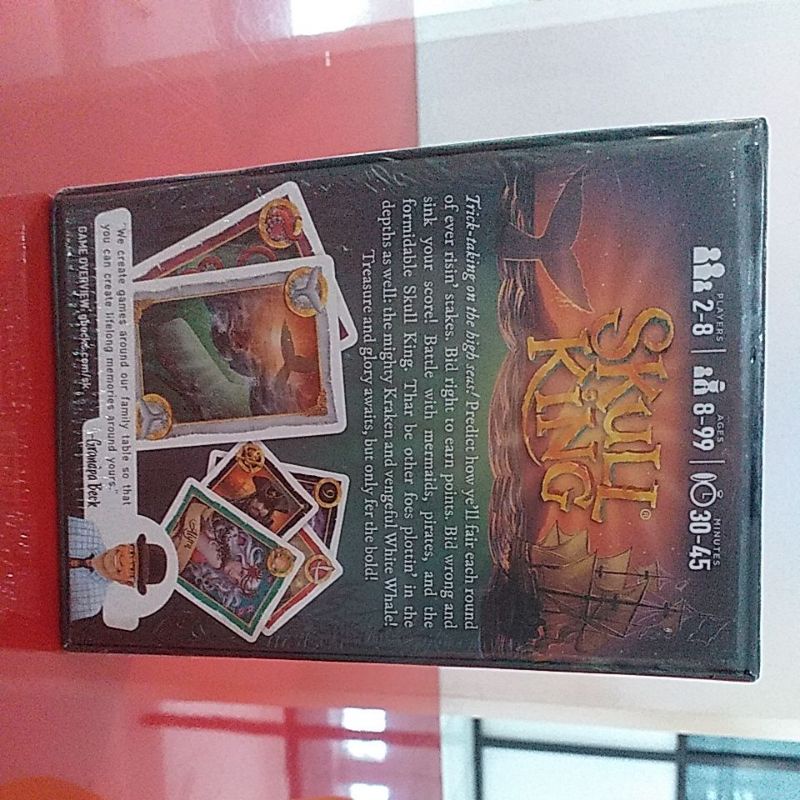 PLAYERS
2-8
AGES
8-99
MINUTES
30-45
SKULL
KING®
Trick-taking on the high seas! Predict how ye'll fair each round
of ever risin' stakes. Bid right to earn points. Bid wrong and
sink your score! Battle with mermaids, pirates, and the
formidable Skull King. Thar be other foes plottin' in the
depths as well: the mighty Kraken and vengeful White Whale!
Treasure and glory awaits, but only fer the bold!
"We create games around our family table so that
you can create lifelong memories around yours."
-Grandpa Beck
GAME OVERVIEW: